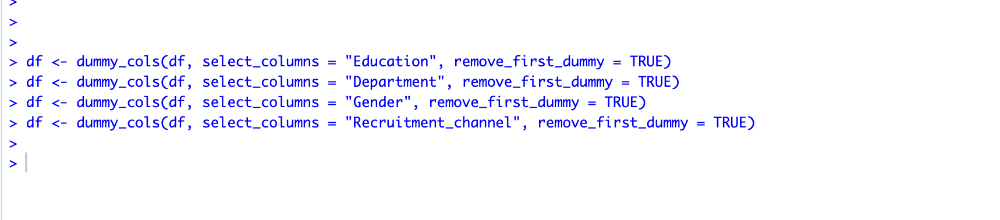 >
>
>
> df <- dummy_cols(df, select_columns = "Education", remove_first_dummy = TRUE)
> df <- dummy_cols(df, select_columns = "Department", remove_first_dummy = TRUE)
> df <- dummy_cols(df, select_columns = "Gender", remove_first_dummy = TRUE)
> df <- dummy_cols(df, select_columns = "Recruitment_channel", remove_first_dummy = TRUE)
>
>